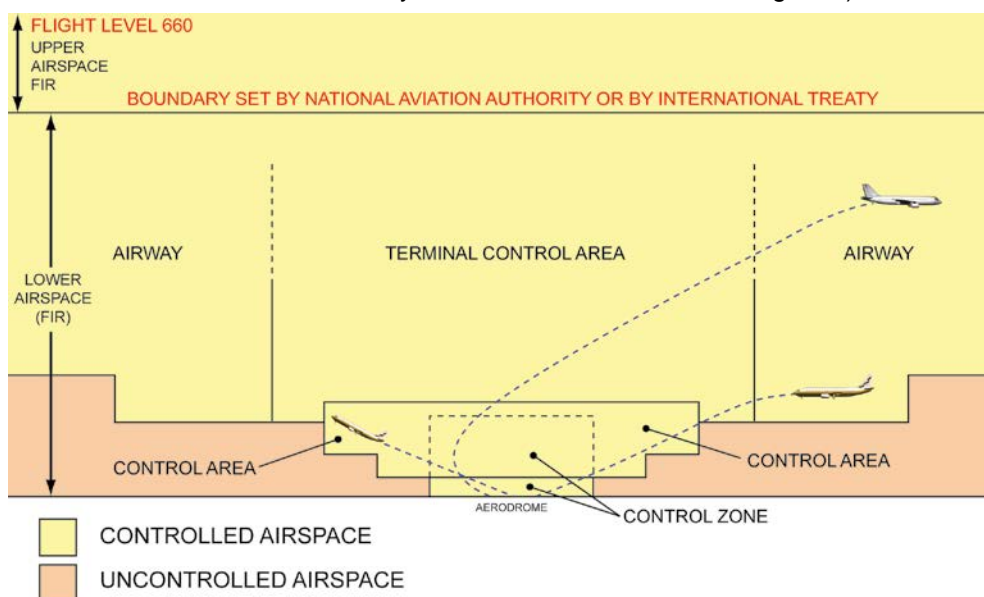 FLIGHT LEVEL 660
UPPER
AIRSPACE
FIR
BOUNDARY SET BY NATIONAL AVIATION AUTHORITY OR BY INTERNATIONAL TREATY
AIRWAY
TERMINAL CONTROL AREA
AIRWAY
LOWER
AIRSPACE
(FIR)
CONTROL AREA
CONTROL AREA
AERODROME
CONTROL ZONE
CONTROLLED AIRSPACE
UNCONTROLLED AIRSPACE